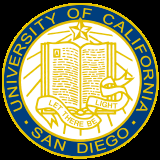 UNIVERSITY OF CALIFORNIA
SAN DIEGO
LET THERE BE
LIGHT